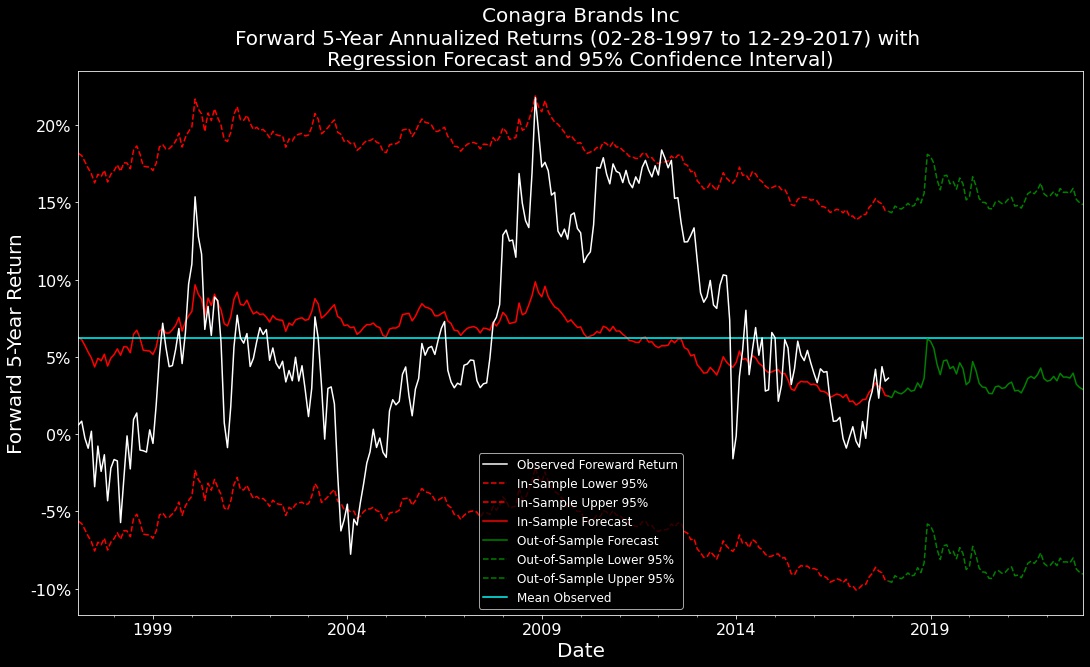 Conagra Brands Inc
Forward 5-Year Annualized Returns (02-28-1997 to 12-29-2017) with
Regression Forecast and 95% Confidence Interval)
Forward 5-Year Return
20%
15%
10%
5%
0%
-5%
-10%
Observed Foreward Return
In-Sample Lower 95%
In-Sample Upper 95%
In-Sample Forecast
Out-of-Sample Forecast
Out-of-Sample Lower 95%
Out-of-Sample Upper 95%
Mean Observed
1999 2004 2009 2014 2019
Date